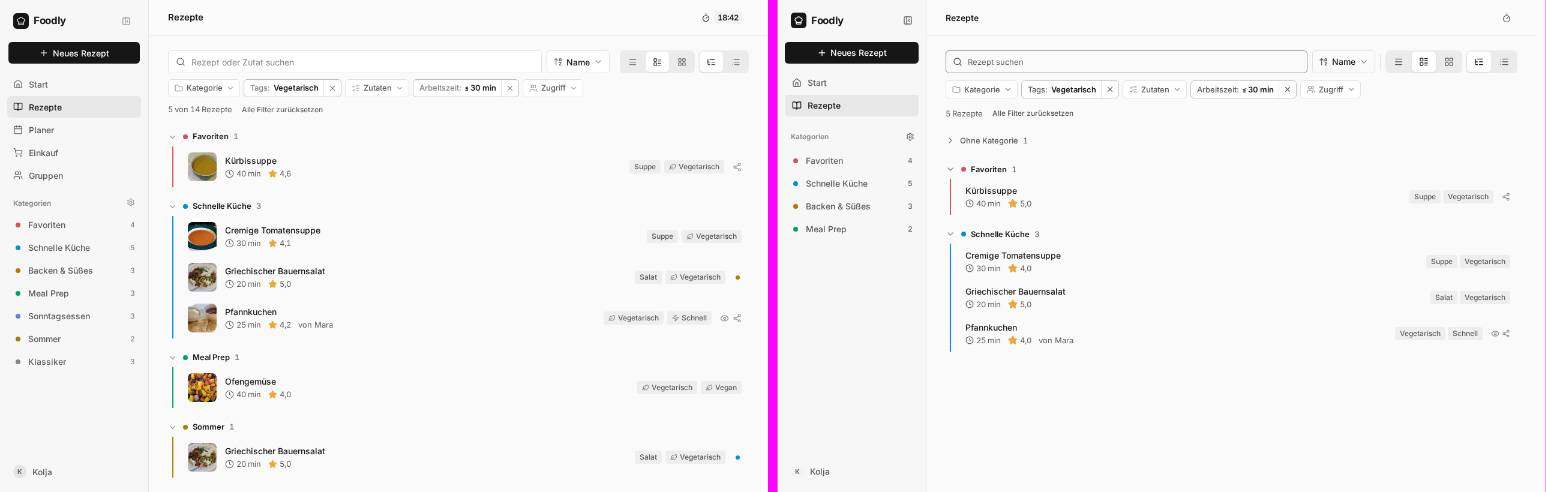 Foodly
Neues Rezept
Start
Rezepte
Planer
Einkauf
Gruppen
Kategorien
Favoriten 4
Schnelle Küche 5
Backen & Süßes 3
Meal Prep 3
Sonntagsessen 3
Sommer 2
Klassiker 3
K Kolja
Rezepte 18:42
Rezept oder Zutat suchen Name
Kategorie Tags: Vegetarisch Zutaten Arbeitszeit: ≤ 30 min Zugriff
5 von 14 Rezepte Alle Filter zurücksetzen
Favoriten 1
Kürbissuppe
40 min 4,6 Suppe Vegetarisch
Schnelle Küche 3
Cremige Tomatensuppe
30 min 4,1 Suppe Vegetarisch
Griechischer Bauernsalat
20 min 5,0 Salat Vegetarisch
Pfannkuchen
25 min 4,2 von Mara Vegetarisch Schnell
Meal Prep 1
Ofengemüse
40 min 4,0 Vegetarisch Vegan
Sommer 1
Griechischer Bauernsalat
20 min 5,0 Salat Vegetarisch
Foodly
Neues Rezept
Start
Rezepte
Kategorien
Favoriten 4
Schnelle Küche 5
Backen & Süßes 3
Meal Prep 2
K Kolja
Rezepte
Rezept suchen Name
Kategorie Tags: Vegetarisch Zutaten Arbeitszeit: ≤ 30 min Zugriff
5 Rezepte Alle Filter zurücksetzen
Ohne Kategorie 1
Favoriten 1
Kürbissuppe
40 min 5,0 Suppe Vegetarisch
Schnelle Küche 3
Cremige Tomatensuppe
30 min 4,0 Suppe Vegetarisch
Griechischer Bauernsalat
20 min 5,0 Salat Vegetarisch
Pfannkuchen
25 min 4,0 von Mara Vegetarisch Schnell